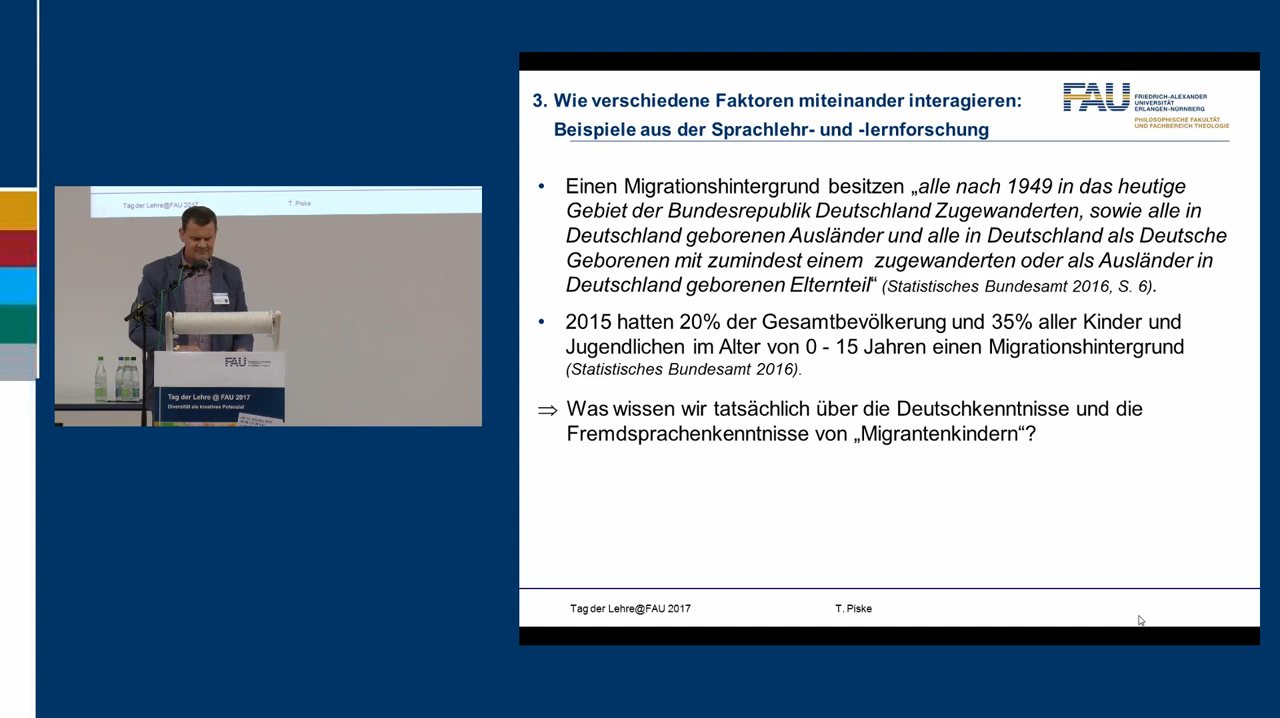 Tag der Lehre@FAU 2017
T. Piske
FAU
Tag der Lehre @ FAU 2017
Diversität als kreatives Potenzial
3. Wie verschiedene Faktoren miteinander interagieren:
Beispiele aus der Sprachlehr- und -lernforschung
FAU
FRIEDRICH-ALEXANDER
UNIVERSITÄT
ERLANGEN-NÜRNBERG
PHILOSOPHISCHE FAKULTÄT
UND FACHBEREICH THEOLOGIE
• Einen Migrationshintergrund besitzen „alle nach 1949 in das heutige
Gebiet der Bundesrepublik Deutschland Zugewanderten, sowie alle in
Deutschland geborenen Ausländer und alle in Deutschland als Deutsche
Geborenen mit zumindest einem zugewanderten oder als Ausländer in
Deutschland geborenen Elternteil“ (Statistisches Bundesamt 2016, S. 6).
• 2015 hatten 20% der Gesamtbevölkerung und 35% aller Kinder und
Jugendlichen im Alter von 0 - 15 Jahren einen Migrationshintergrund
(Statistisches Bundesamt 2016).
⇒ Was wissen wir tatsächlich über die Deutschkenntnisse und die
Fremdsprachenkenntnisse von „Migrantenkindern“?
Tag der Lehre@FAU 2017
T. Piske